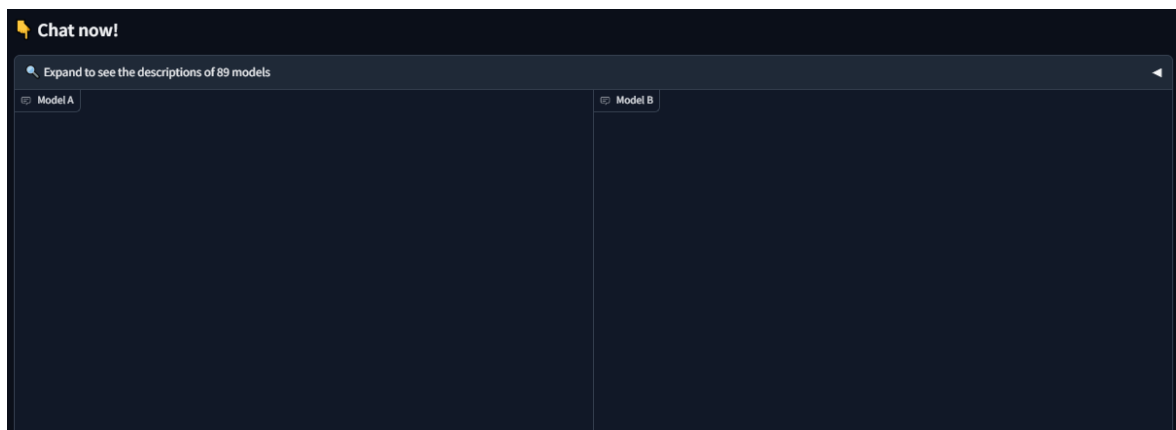 👇 Chat now!
🔍 Expand to see the descriptions of 89 models
Model A
Model B